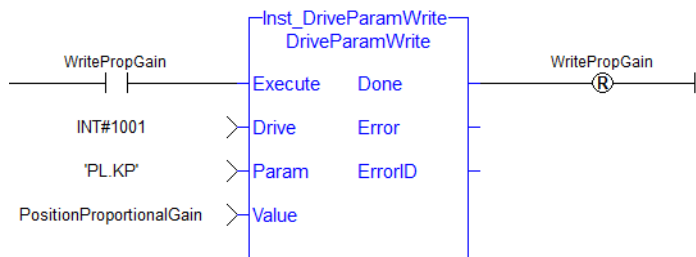 Inst_DriveParamWrite
DriveParamWrite
WritePropGain
WritePropGain
Execute Done
R
INT#1001
Drive Error
'PL.KP'
Param ErrorID
PositionProportionalGain
Value